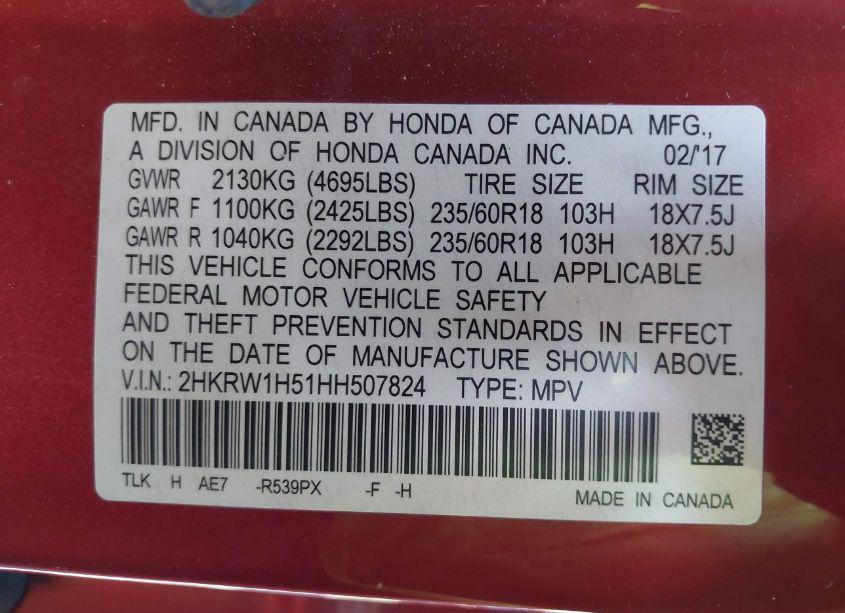 MFD. IN CANADA BY HONDA OF CANADA MFG.,
A DIVISION OF HONDA CANADA INC. 02/'17
GVWR 2130KG (4695LBS) TIRE SIZE RIM SIZE
GAWR F 1100KG (2425LBS) 235/60R18 103H 18X7.5J
GAWR R 1040KG (2292LBS) 235/60R18 103H 18X7.5J
THIS VEHICLE CONFORMS TO ALL APPLICABLE
FEDERAL MOTOR VEHICLE SAFETY
AND THEFT PREVENTION STANDARDS IN EFFECT
ON THE DATE OF MANUFACTURE SHOWN ABOVE.
V.I.N.: 2HKRW1H51HH507824 TYPE: MPV
TLK H AE7 -R539PX -F -H
MADE IN CANADA